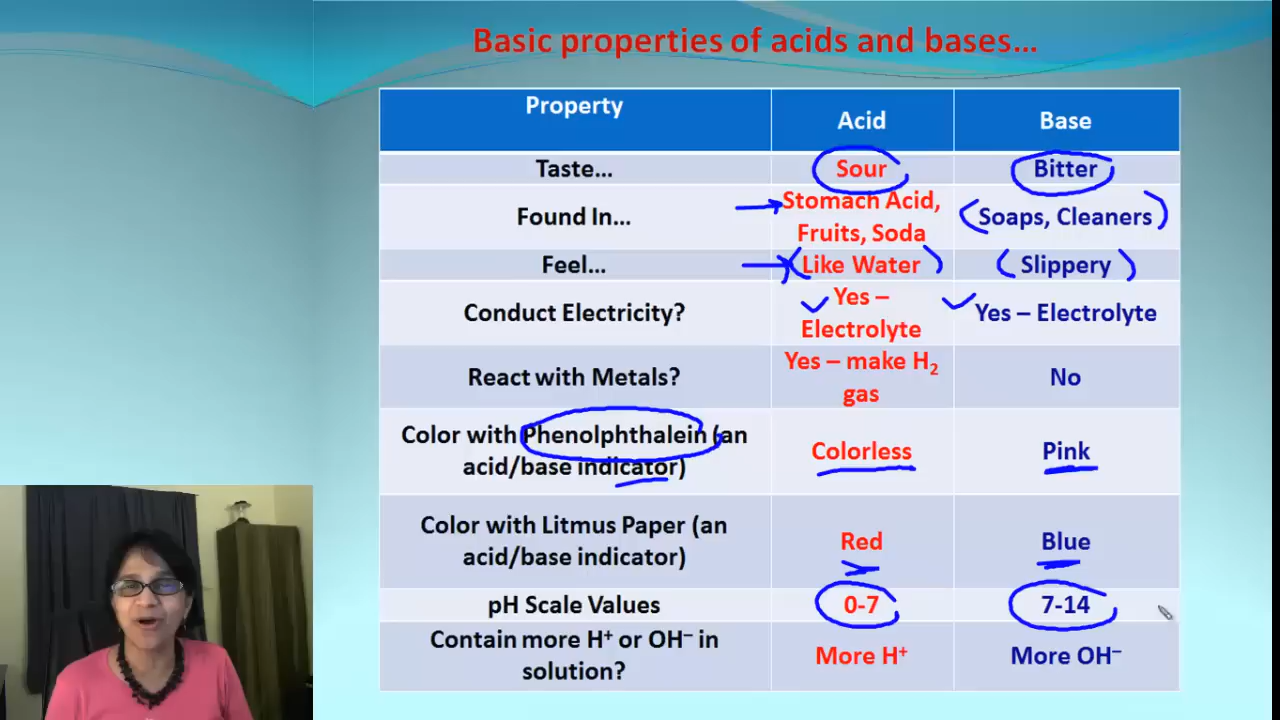 Basic properties of acids and bases...
Property Acid Base
Taste... Sour Bitter
Found In... Stomach Acid, Fruits, Soda Soaps, Cleaners
Feel... Like Water Slippery
Conduct Electricity? Yes – Electrolyte Yes – Electrolyte
React with Metals? Yes – make H₂ gas No
Color with Phenolphthalein (an acid/base indicator) Colorless Pink
Color with Litmus Paper (an acid/base indicator) Red Blue
pH Scale Values 0-7 7-14
Contain more H⁺ or OH⁻ in solution? More H⁺ More OH⁻